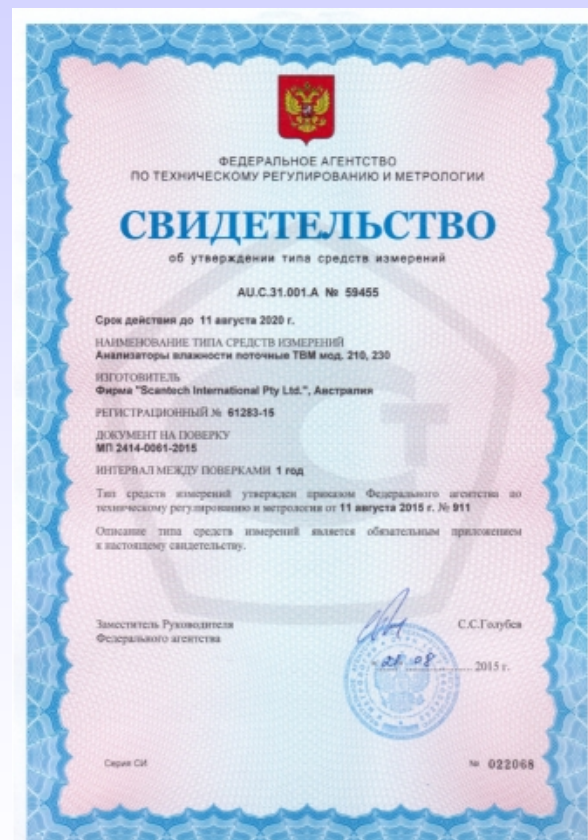 ФЕДЕРАЛЬНОЕ АГЕНТСТВО
ПО ТЕХНИЧЕСКОМУ РЕГУЛИРОВАНИЮ И МЕТРОЛОГИИ
СВИДЕТЕЛЬСТВО
об утверждении типа средств измерений
AU.C.31.001.A № 59455
Срок действия до 11 августа 2020 г.
НАИМЕНОВАНИЕ ТИПА СРЕДСТВ ИЗМЕРЕНИЙ
Анализаторы влажности поточные ТВМ мод. 210, 230
ИЗГОТОВИТЕЛЬ
Фирма "Scantech International Pty Ltd.", Австралия
РЕГИСТРАЦИОННЫЙ № 61283-15
ДОКУМЕНТ НА ПОВЕРКУ
МП 2414-0061-2015
ИНТЕРВАЛ МЕЖДУ ПОВЕРКАМИ 1 год
Тип средств измерений утвержден приказом Федерального агентства по
техническому регулированию и метрологии от 11 августа 2015 г. № 911
Описание типа средств измерений является обязательным приложением
к настоящему свидетельству.
Заместитель Руководителя
Федерального агентства
С.С.Голубев
21 08 2015 г.
Серия СИ
№ 022068